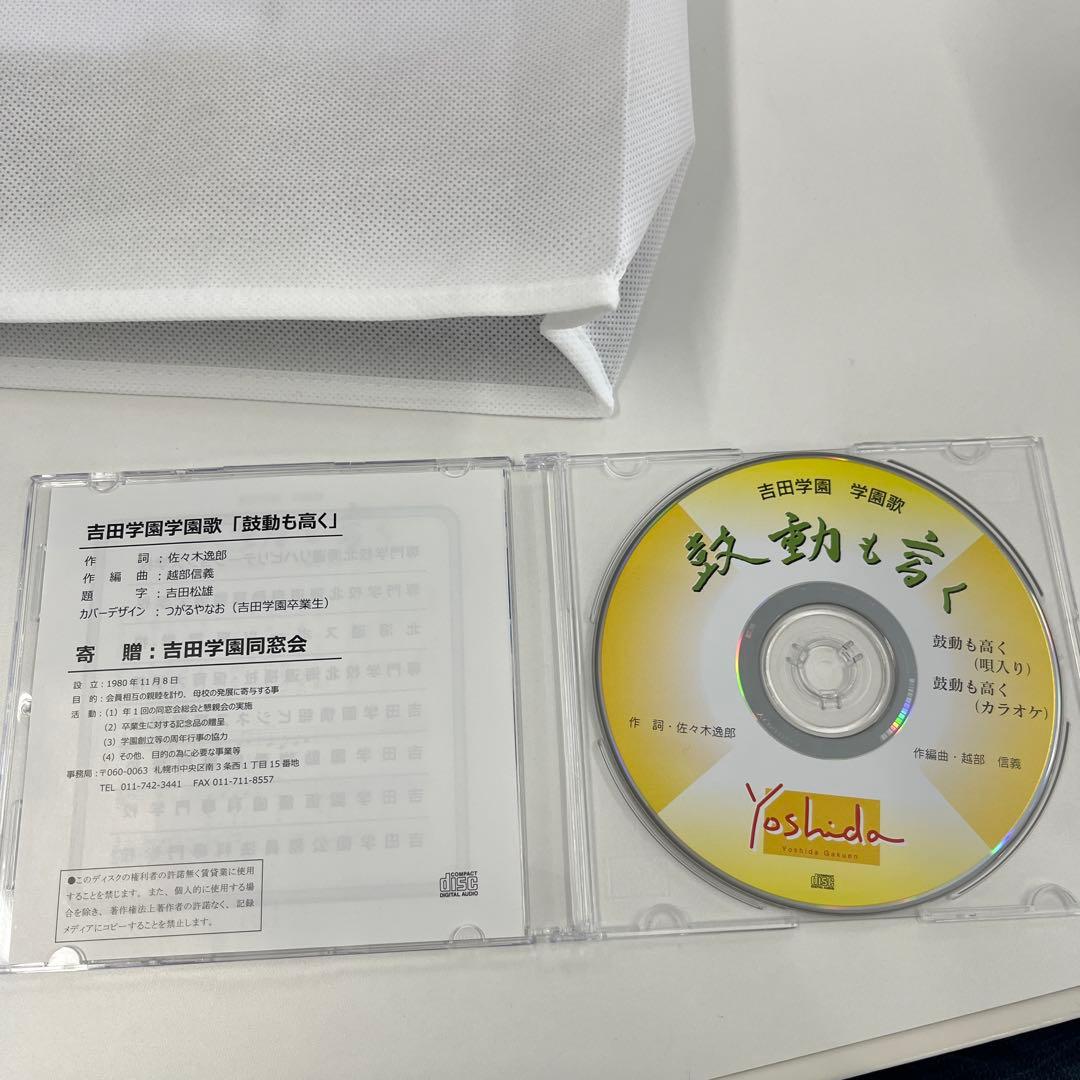 吉田学園学園歌「鼓動も高く」
作　　詞：佐々木逸郎
作 編 曲：越部信義
題　　字：吉田松雄
カバーデザイン：つがるやなお（吉田学園卒業生）
寄　贈：吉田学園同窓会
設　立：1980年11月8日
目　的：会員相互の親睦を計り、母校の発展に寄与する事
活　動：(1) 年1回の同窓会総会と懇親会の実施
(2) 卒業生に対する記念品の贈呈
(3) 学園創立等の周年行事の協力
(4) その他、目的の為に必要な事業等
事務局：〒060-0063 札幌市中央区南3条西1丁目15番地
TEL 011-742-3441　FAX 011-711-8557
●このディスクの権利者の許諾無く賃貸業に使用
することを禁じます。また、個人的に使用する場
合を除き、著作権法上著作者の許諾なく、記録
メディアにコピーすることを禁止します。
COMPACT
disc
DIGITAL AUDIO
吉田学園　学園歌
鼓動も高く
鼓動も高く
(唄入り)
鼓動も高く
(カラオケ)
作　詞・佐々木逸郎
作編曲・越部　信義
Yoshida
Yoshida Gakuen
disc